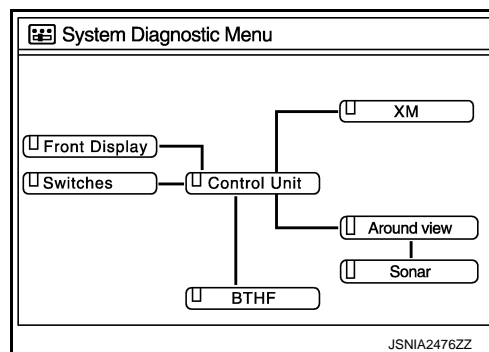 System Diagnostic Menu
XM
Front Display
Switches
Control Unit
Around view
Sonar
BTHF
JSNIA2476ZZ